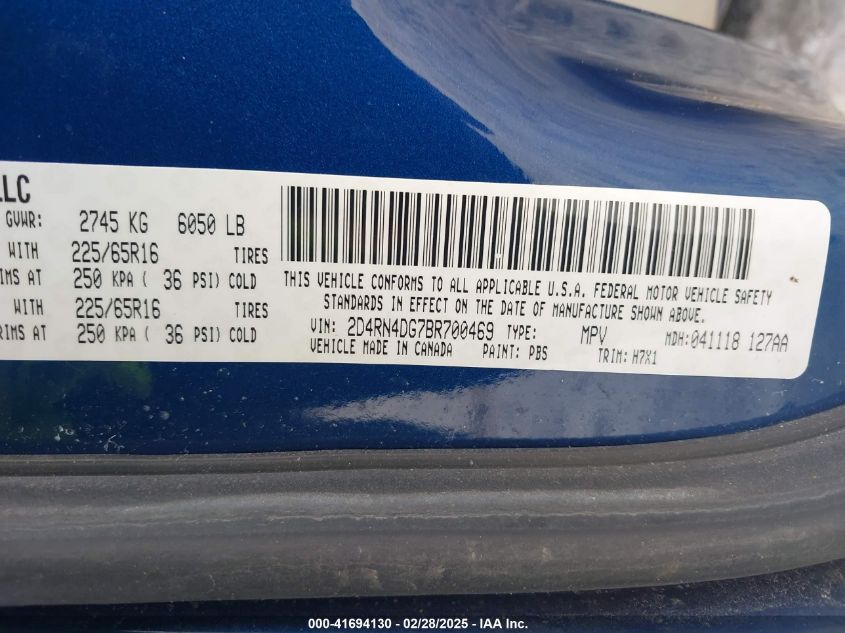 LLC
GVWR: 2745 KG 6050 LB
WITH 225/65R16 TIRES
RIMS AT 250 KPA ( 36 PSI) COLD
WITH 225/65R16 TIRES
RIMS AT 250 KPA ( 36 PSI) COLD
THIS VEHICLE CONFORMS TO ALL APPLICABLE U.S.A. FEDERAL MOTOR VEHICLE SAFETY
STANDARDS IN EFFECT ON THE DATE OF MANUFACTURE SHOWN ABOVE.
VIN: 2D4RN4DG7BR700469 TYPE: MPV MDH:041118 127AA
VEHICLE MADE IN CANADA PAINT: PBS TRIM: H7X1
000-41694130 - 02/28/2025 - IAA Inc.